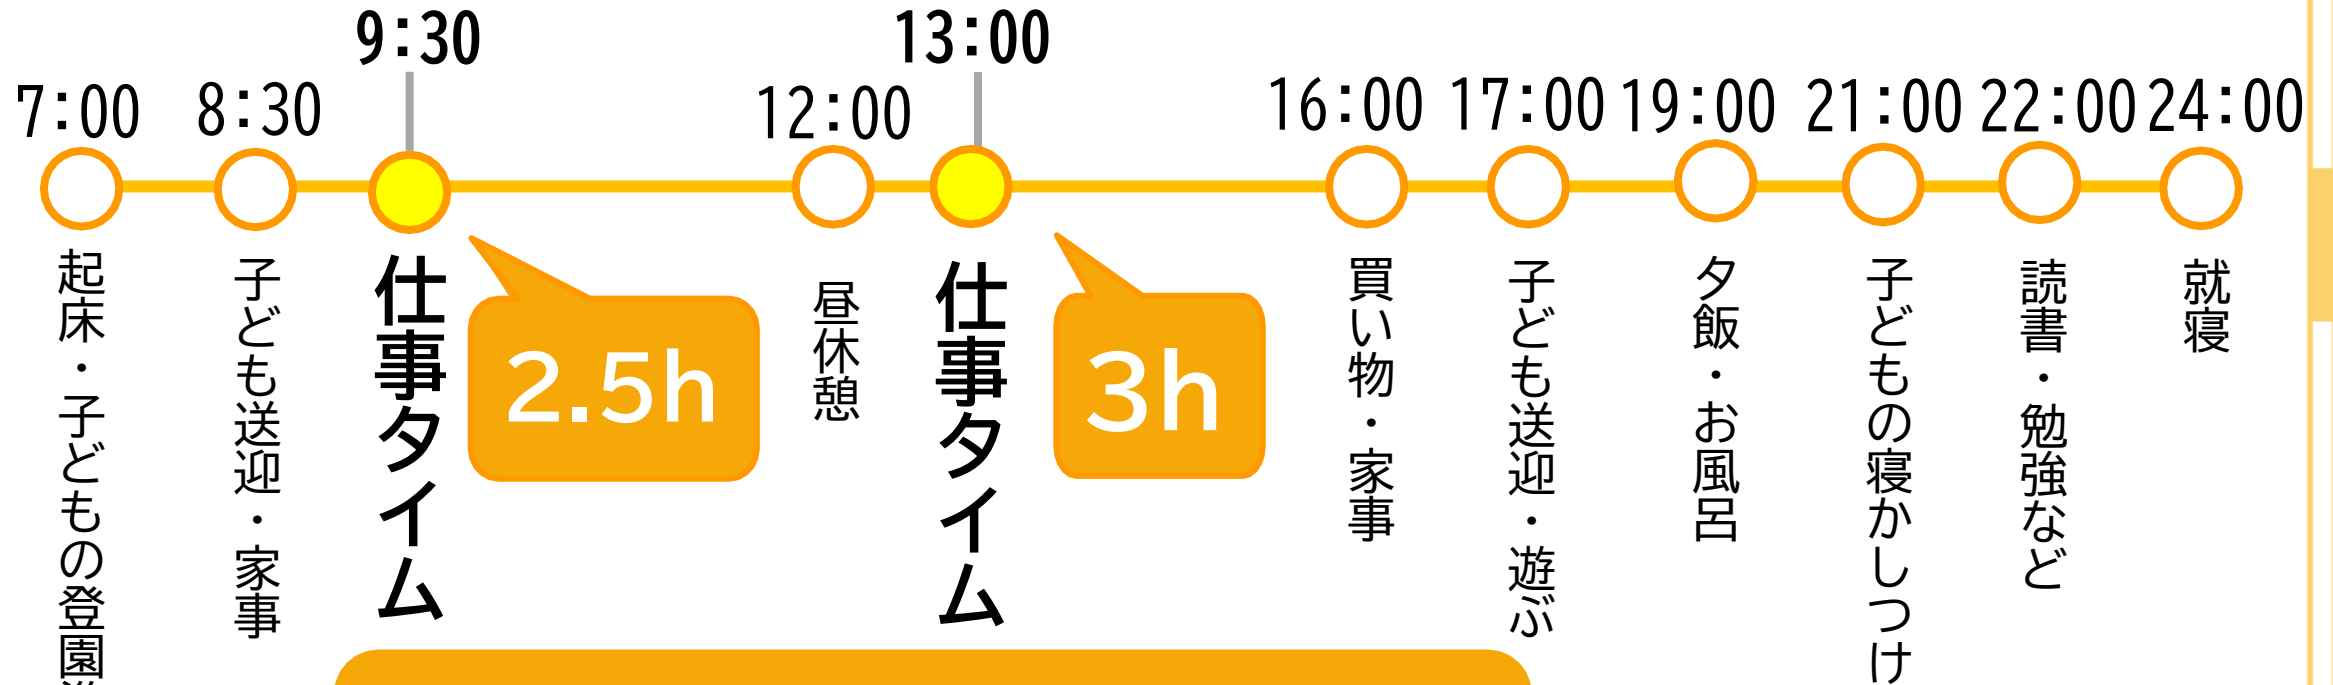 7:00
8:30
9:30
12:00
13:00
16:00
17:00
19:00
21:00
22:00
24:00
起床・子どもの登園
子ども送迎・家事
仕事タイム
2.5h
昼休憩
仕事タイム
3h
買い物・家事
子ども送迎・遊ぶ
夕飯・お風呂
子どもの寝かしつけ
読書・勉強など
就寝